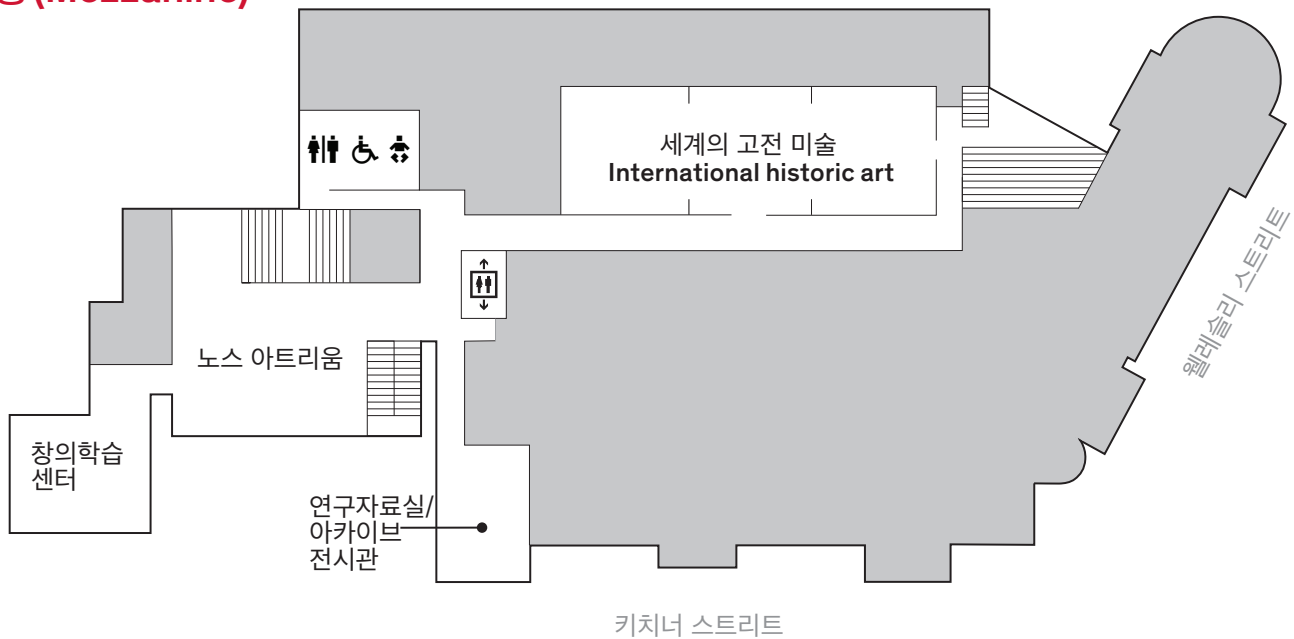 (Mezzanine)
세계의 고전 미술
International historic art
웰레슬리 스트리트
노스 아트리움
창의학습
센터
연구자료실/
아카이브
전시관
키치너 스트리트